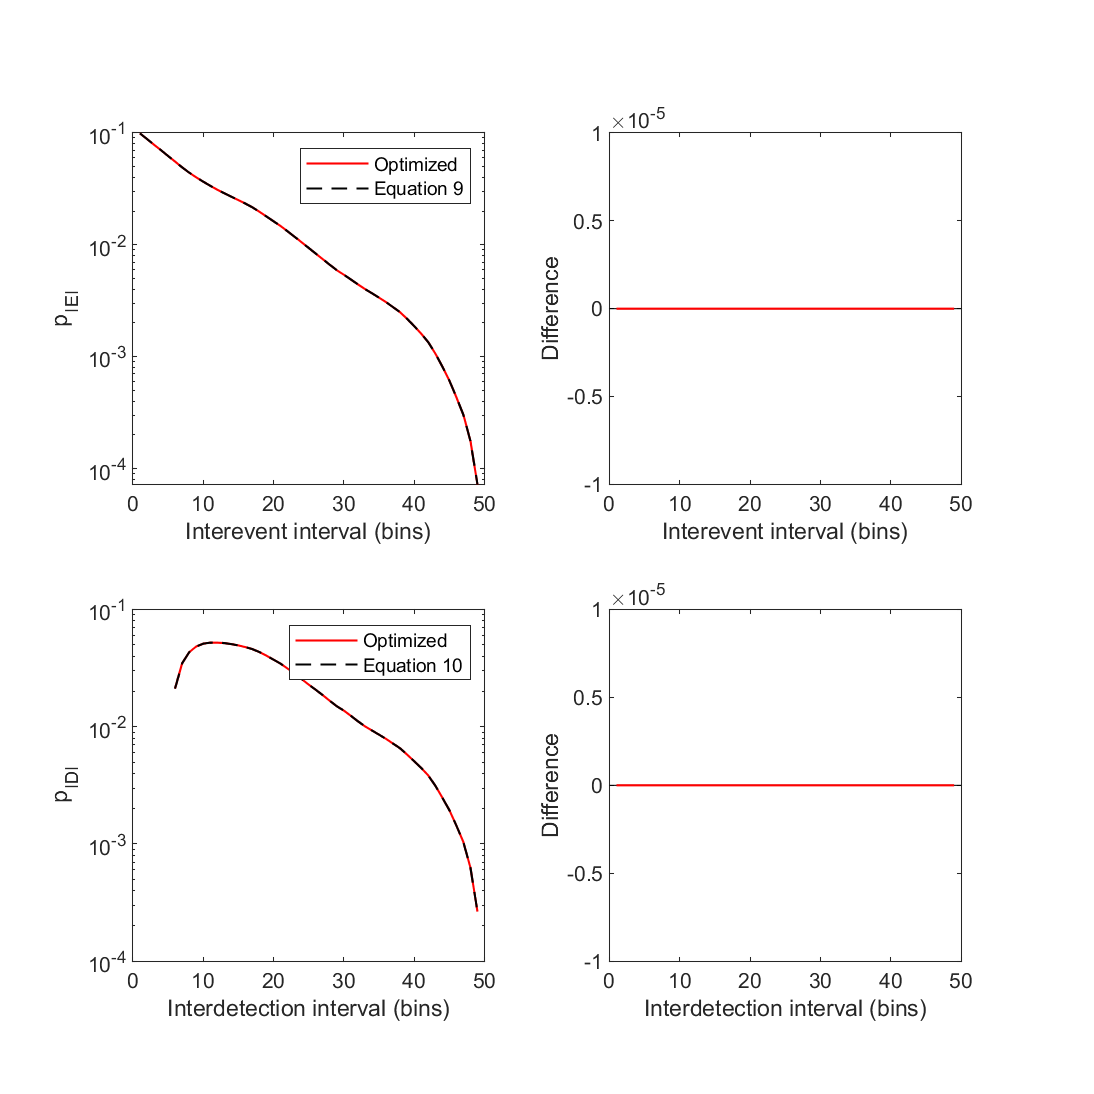 10^-1
10^-2
10^-3
10^-4
p_IEI
Optimized
Equation 9
0 10 20 30 40 50
Interevent interval (bins)
×10^-5
1
0.5
0
-0.5
-1
Difference
0 10 20 30 40 50
Interevent interval (bins)
10^-1
10^-2
10^-3
10^-4
p_IDI
Optimized
Equation 10
0 10 20 30 40 50
Interdetection interval (bins)
×10^-5
1
0.5
0
-0.5
-1
Difference
0 10 20 30 40 50
Interdetection interval (bins)